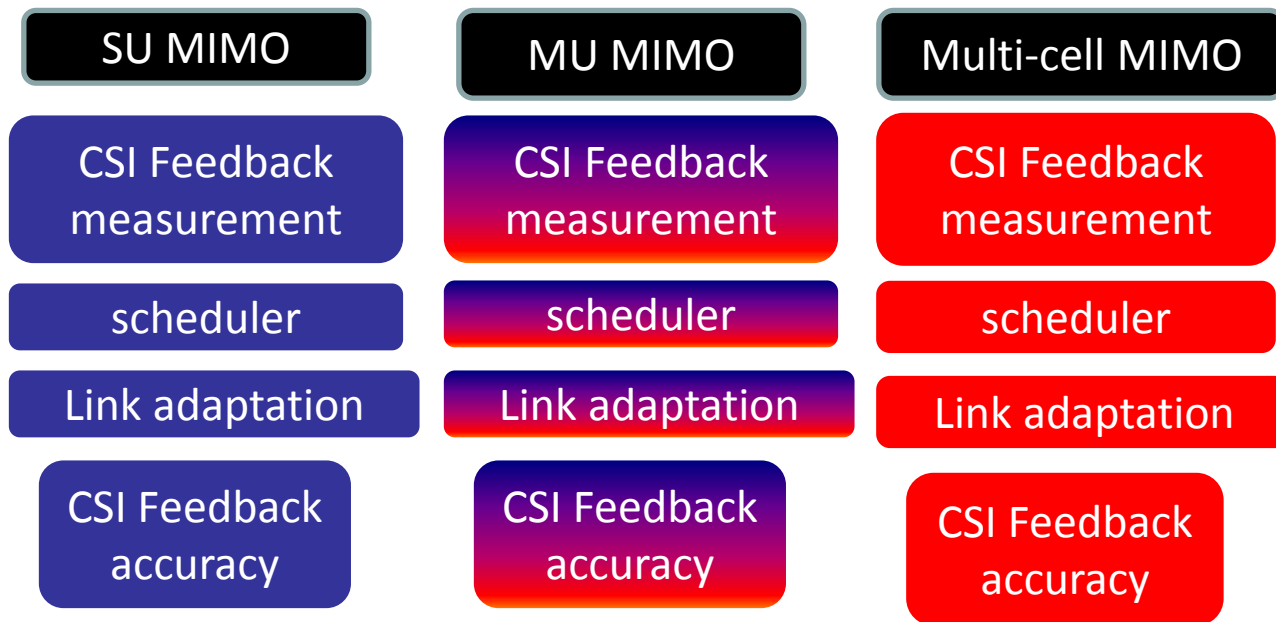 SU MIMO
MU MIMO
Multi-cell MIMO
CSI Feedback
measurement
CSI Feedback
measurement
CSI Feedback
measurement
scheduler
scheduler
scheduler
Link adaptation
Link adaptation
Link adaptation
CSI Feedback
accuracy
CSI Feedback
accuracy
CSI Feedback
accuracy